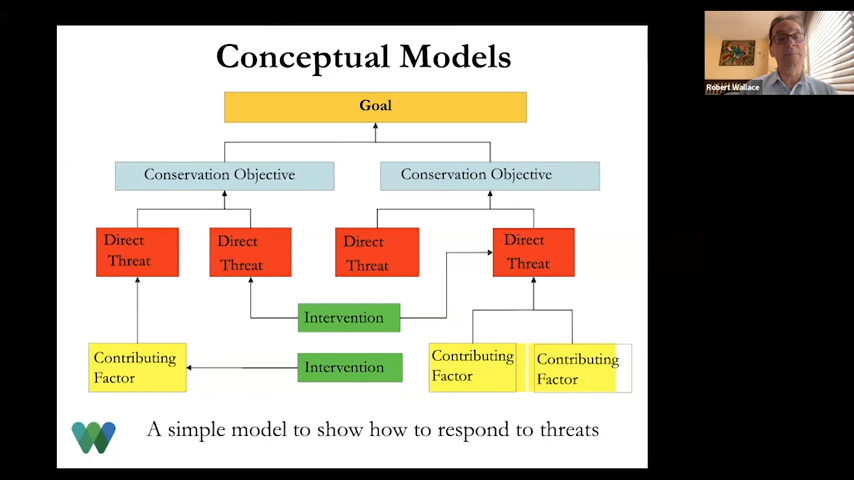 Conceptual Models
Robert Wallace
Goal
Conservation Objective
Conservation Objective
Direct
Threat
Direct
Threat
Direct
Threat
Direct
Threat
Intervention
Contributing
Factor
Intervention
Contributing
Factor
Contributing
Factor
A simple model to show how to respond to threats